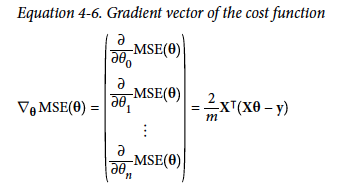 Equation 4-6. Gradient vector of the cost function
∂/∂θ₀ MSE(θ)
∂/∂θ₁ MSE(θ)
∇θ MSE(θ) = ⋮ = 2/m Xᵀ(Xθ – y)
∂/∂θₙ MSE(θ)